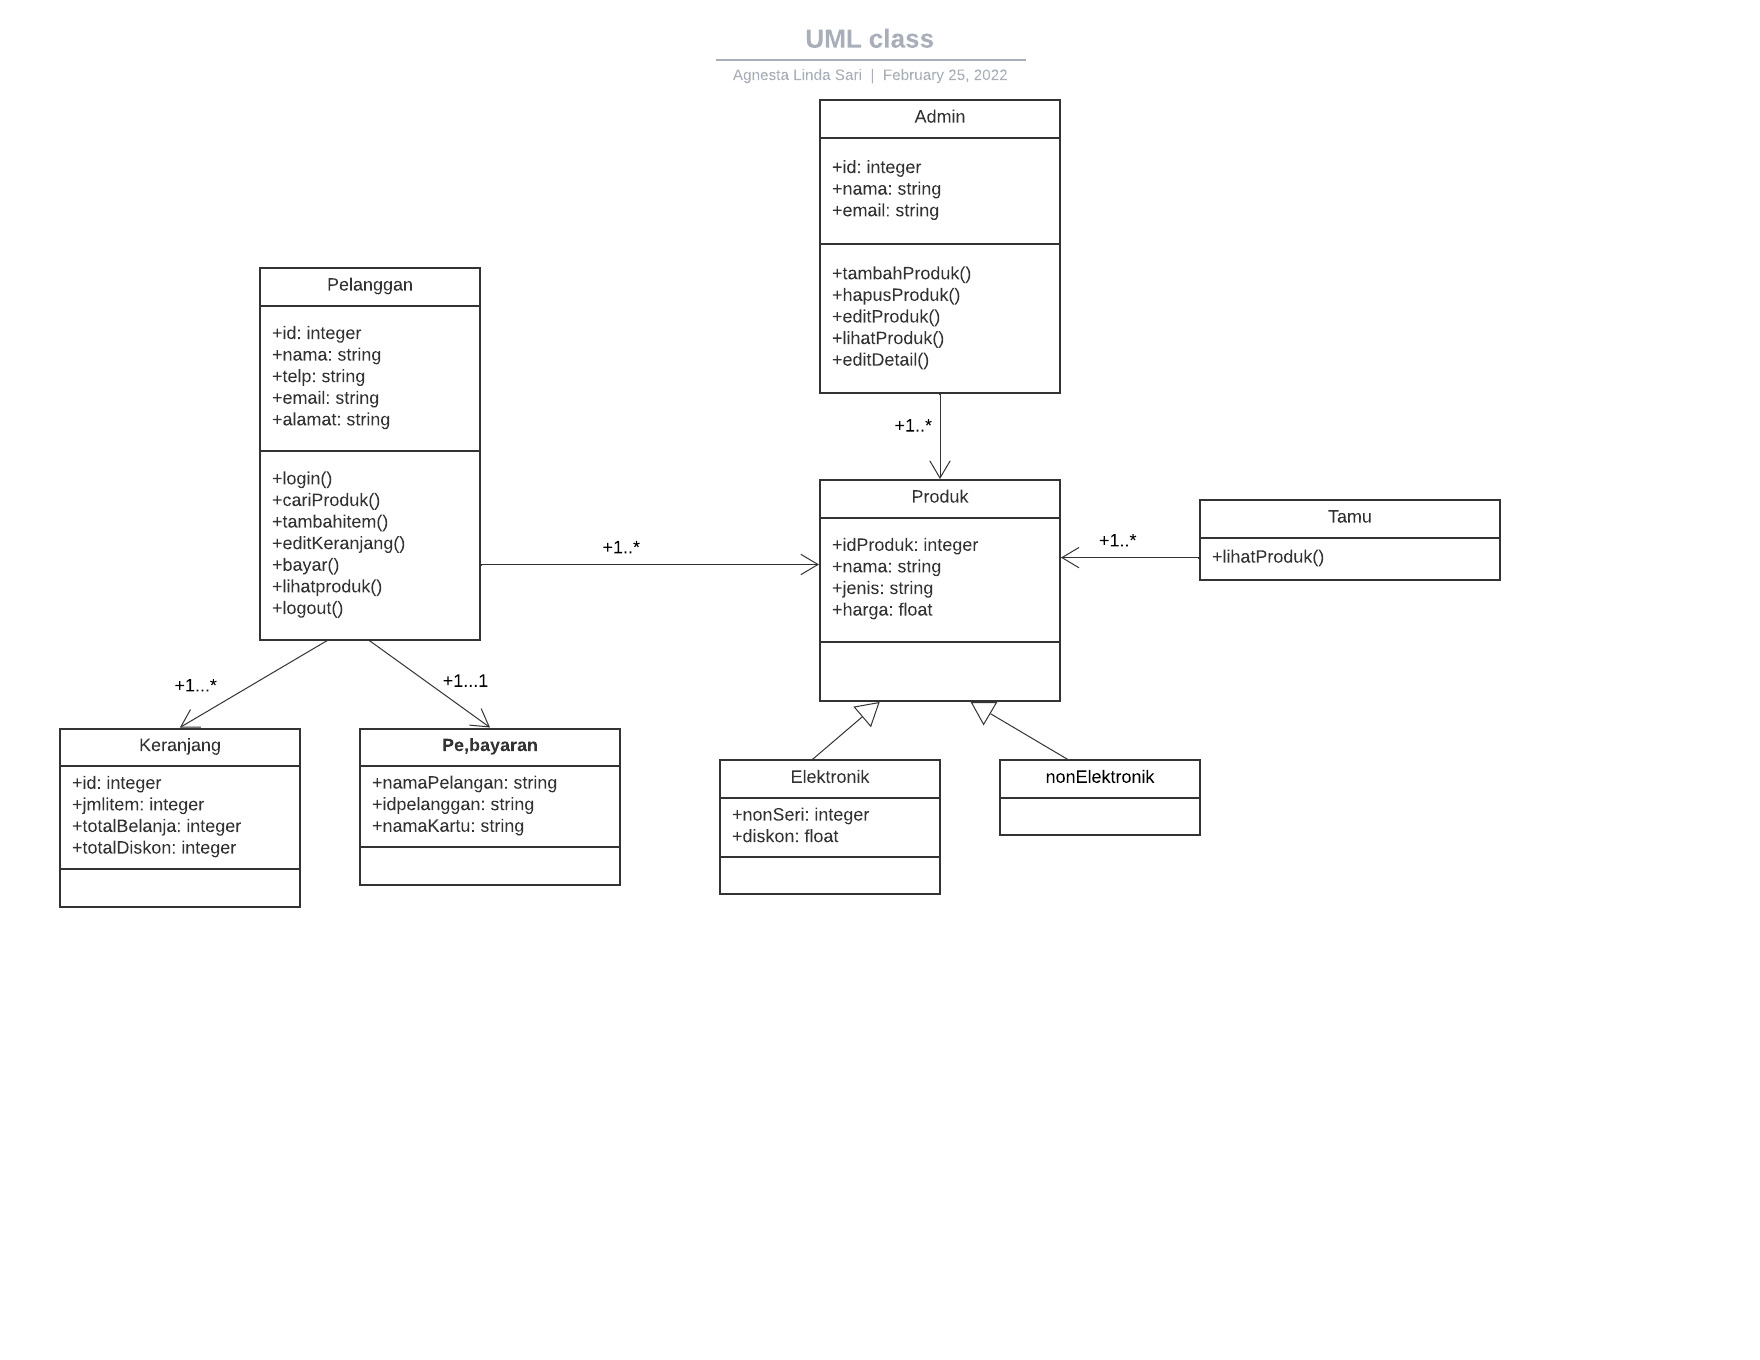 UML class
Agnesta Linda Sari | February 25, 2022
Admin
+id: integer
+nama: string
+email: string
+tambahProduk()
+hapusProduk()
+editProduk()
+lihatProduk()
+editDetail()
+1..*
Pelanggan
+id: integer
+nama: string
+telp: string
+email: string
+alamat: string
+login()
+cariProduk()
+tambahitem()
+editKeranjang()
+bayar()
+lihatproduk()
+logout()
+1..*
Produk
+idProduk: integer
+nama: string
+jenis: string
+harga: float
+1..*
Tamu
+lihatProduk()
+1...*
+1...1
Keranjang
+id: integer
+jmlitem: integer
+totalBelanja: integer
+totalDiskon: integer
Pe,bayaran
+namaPelangan: string
+idpelanggan: string
+namaKartu: string
Elektronik
+nonSeri: integer
+diskon: float
nonElektronik